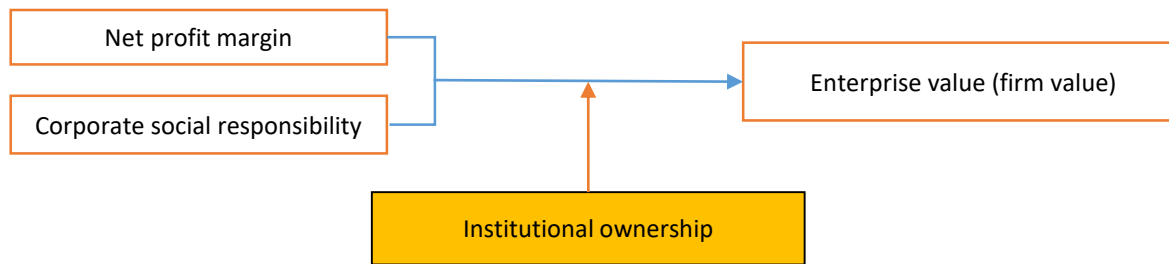 Net profit margin
Enterprise value (firm value)
Corporate social responsibility
Institutional ownership